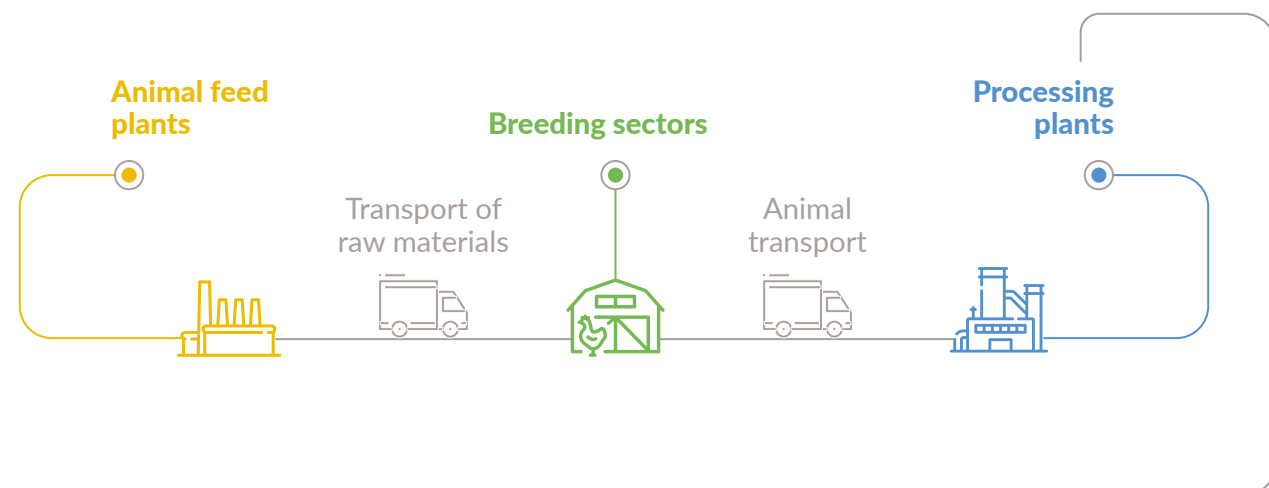 Animal feed
plants
Breeding sectors
Processing
plants
Transport of
raw materials
Animal
transport